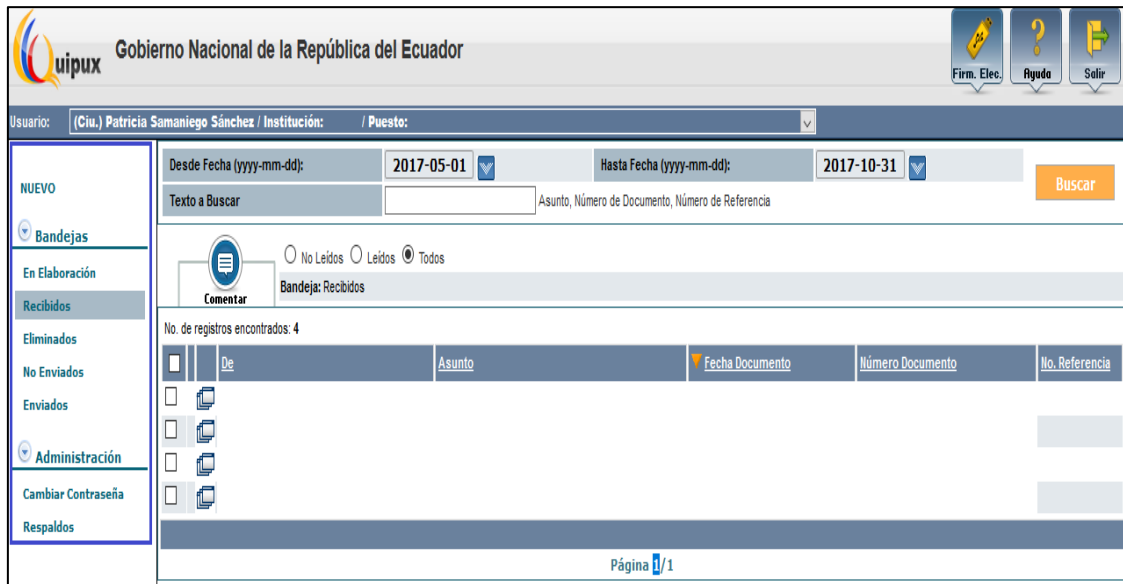 Quipux Gobierno Nacional de la República del Ecuador
Firm. Elec. Ayuda Salir
Usuario: (Ciu.) Patricia Samaniego Sánchez / Institución: / Puesto:
NUEVO
Bandejas
En Elaboración
Recibidos
Eliminados
No Enviados
Enviados
Administración
Cambiar Contraseña
Respaldos
Desde Fecha (yyyy-mm-dd): 2017-05-01 Hasta Fecha (yyyy-mm-dd): 2017-10-31
Buscar
Texto a Buscar Asunto, Número de Documento, Número de Referencia
No Leídos Leídos Todos
Comentar
Bandeja: Recibidos
No. de registros encontrados: 4
De Asunto Fecha Documento Número Documento No. Referencia
Página 1/1